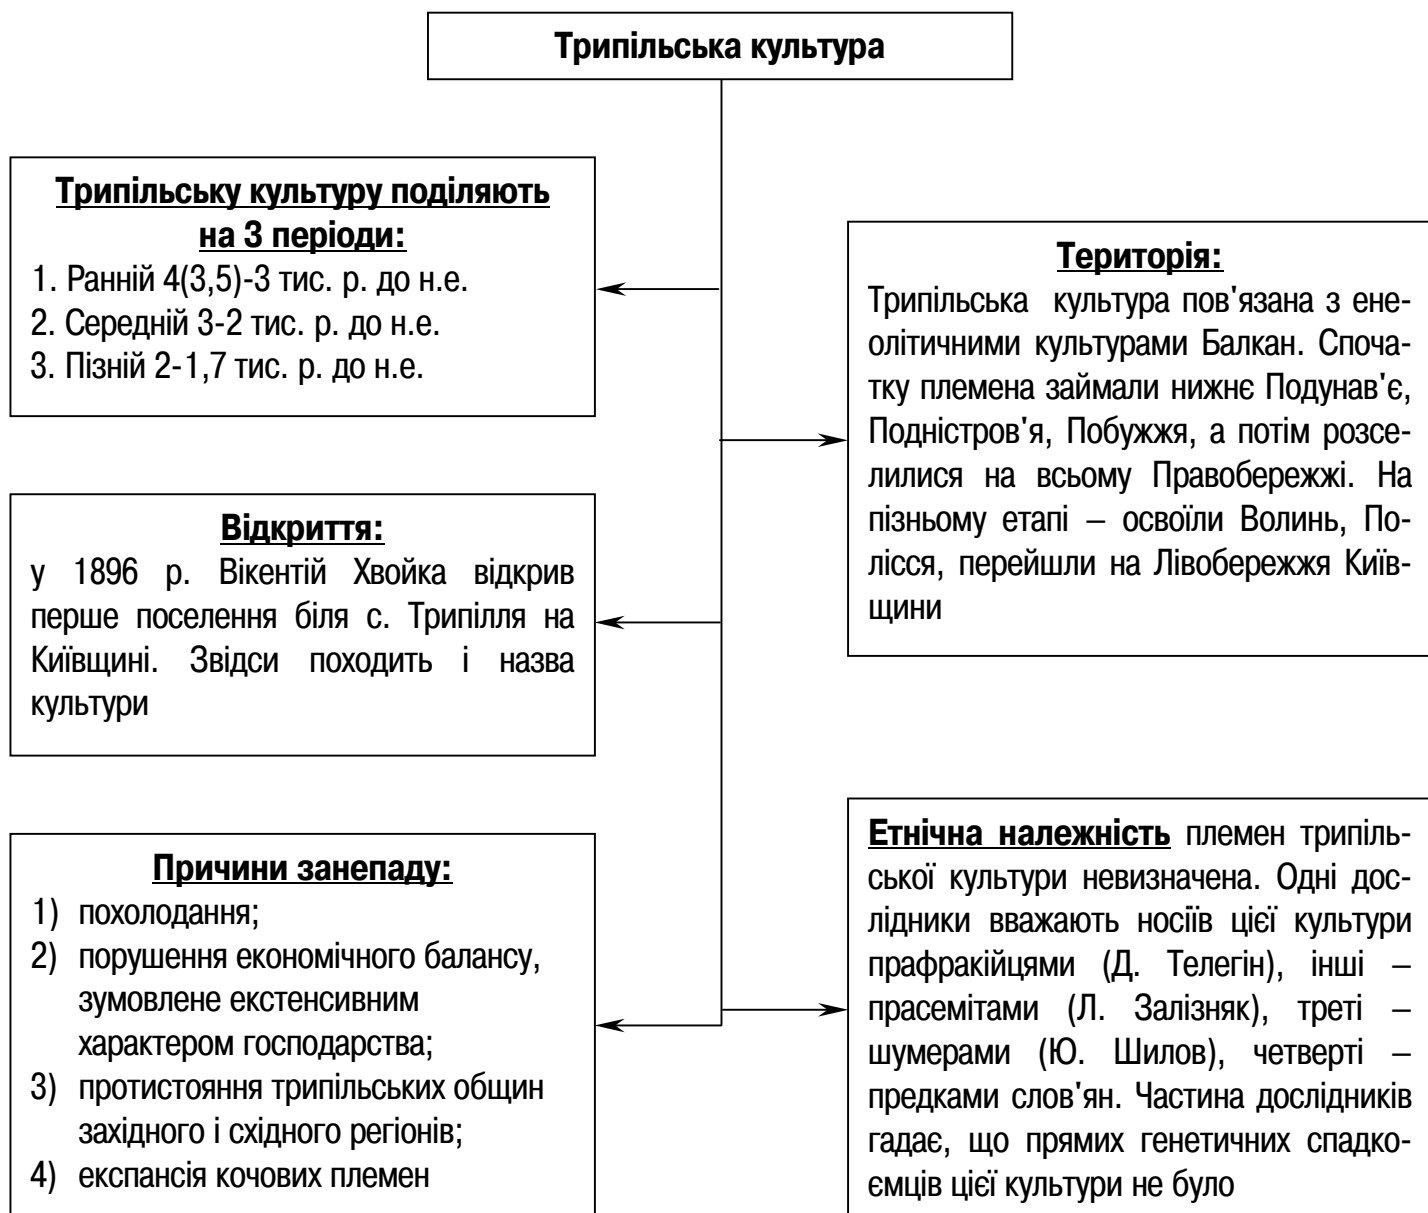 Трипільська культура
Трипільську культуру поділяють
на 3 періоди:
1. Ранній 4(3,5)-3 тис. р. до н.е.
2. Середній 3-2 тис. р. до н.е.
3. Пізній 2-1,7 тис. р. до н.е.
Територія:
Трипільська культура пов'язана з ене-
олітичними культурами Балкан. Споча-
тку племена займали нижнє Подунав'є,
Подністров'я, Побужжя, а потім розсе-
лилися на всьому Правобережжі. На
пізньому етапі – освоїли Волинь, По-
лісся, перейшли на Лівобережжя Київ-
щини
Відкриття:
у 1896 р. Вікентій Хвойка відкрив
перше поселення біля с. Трипілля на
Київщині. Звідси походить і назва
культури
Причини занепаду:
1) похолодання;
2) порушення економічного балансу,
зумовлене екстенсивним
характером господарства;
3) протистояння трипільських общин
західного і східного регіонів;
4) експансія кочових племен
Етнічна належність племен трипіль-
ської культури невизначена. Одні дос-
лідники вважають носіїв цієї культури
прафракійцями (Д. Телегін), інші –
прасемітами (Л. Залізняк), треті –
шумерами (Ю. Шилов), четверті –
предками слов'ян. Частина дослідників
гадає, що прямих генетичних спадко-
ємців цієї культури не було